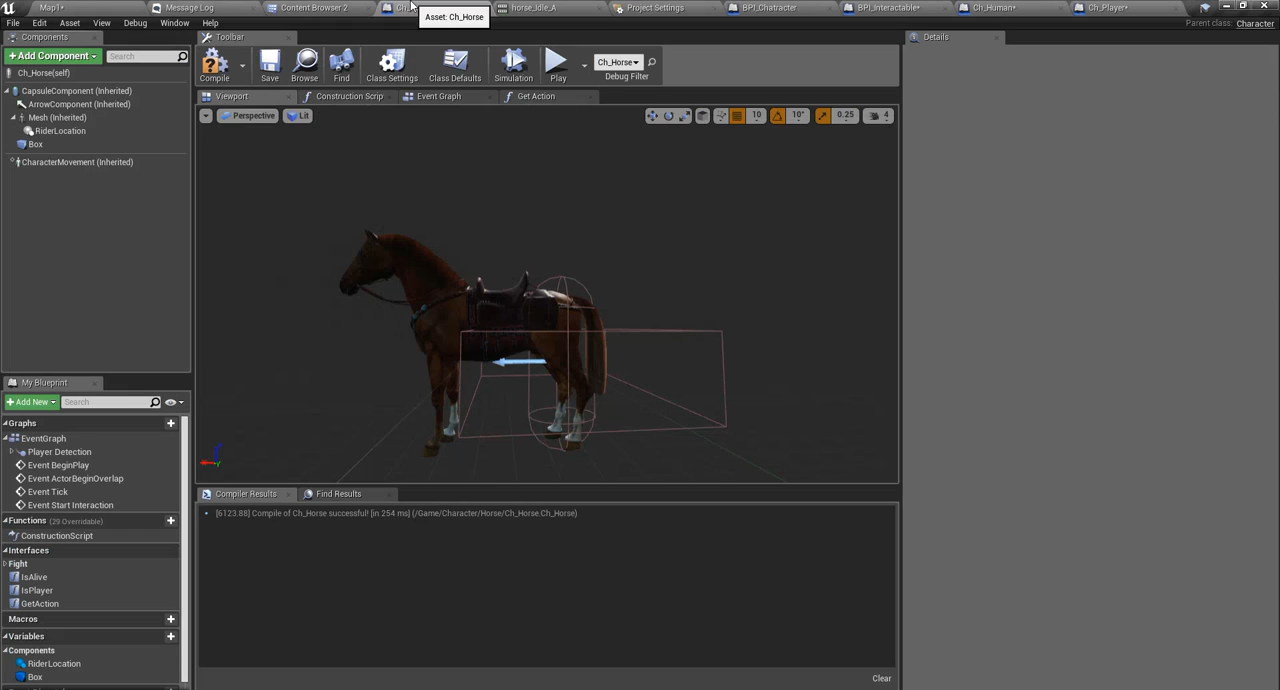 Map1*
Message Log
Content Browser 2
horse_Idle_A
Project Settings
BPI_Chatracter
BPI_Interactable*
Ch_Human*
Ch_Player*
Asset: Ch_Horse
File Edit Asset View Debug Window Help
Parent class: Character
Components
Toolbar
Details
+Add Component
Search
Compile
Save
Browse
Find
Class Settings
Class Defaults
Simulation
Play
Ch_Horse
Debug Filter
Ch_Horse(self)
CapsuleComponent (Inherited)
ArrowComponent (Inherited)
Mesh (Inherited)
RiderLocation
Box
CharacterMovement (Inherited)
Viewport
Construction Scrip
Event Graph
Get Action
Perspective
Lit
10
10°
0.25
4
My Blueprint
+Add New
Search
Graphs
EventGraph
Player Detection
Event BeginPlay
Event ActorBeginOverlap
Event Tick
Event Start Interaction
Functions (29 Overridable)
ConstructionScript
Interfaces
Fight
IsAlive
IsPlayer
GetAction
Macros
Variables
Components
RiderLocation
Box
Compiler Results
Find Results
[6123.88] Compile of Ch_Horse successful! [in 254 ms] (/Game/Character/Horse/Ch_Horse.Ch_Horse)
Clear